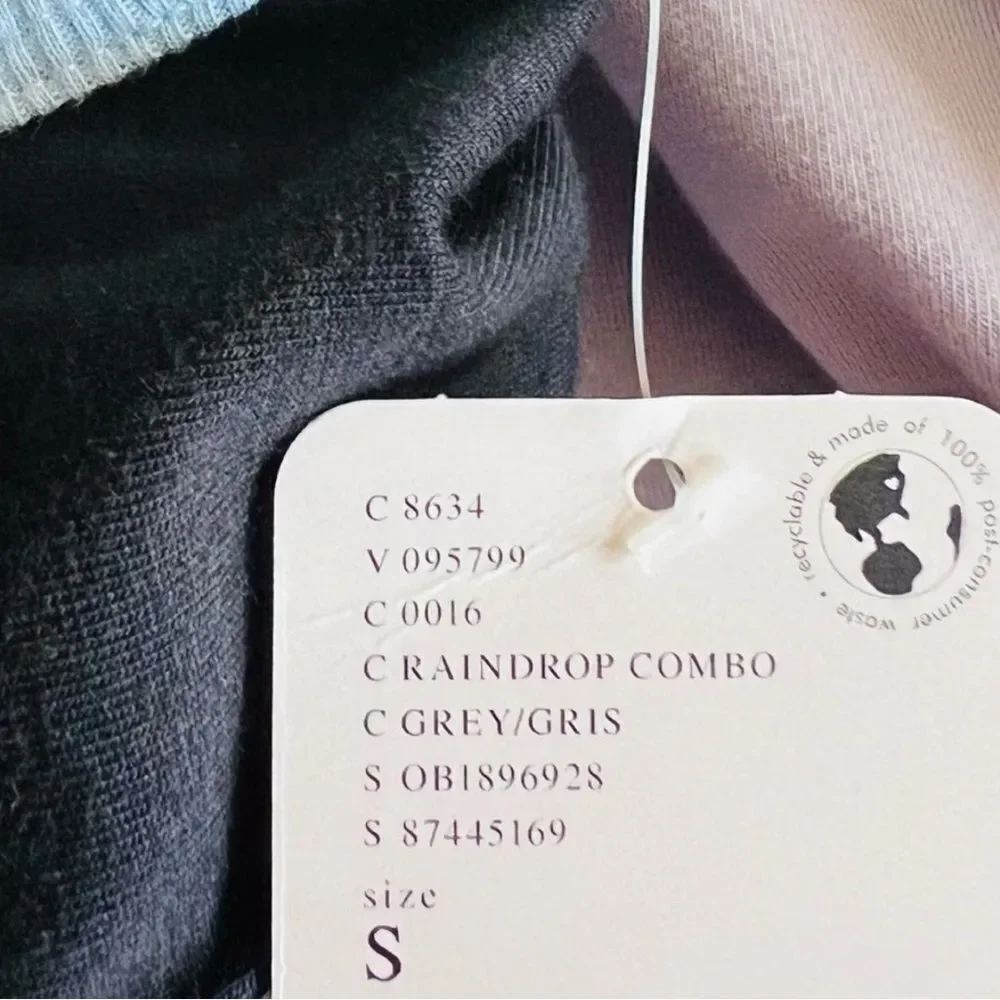 C 8634
V 095799
C 0016
C RAINDROP COMBO
C GREY/GRIS
S OB1896928
S 87445169
size
S
recyclable & made of 100% post-consumer waste •